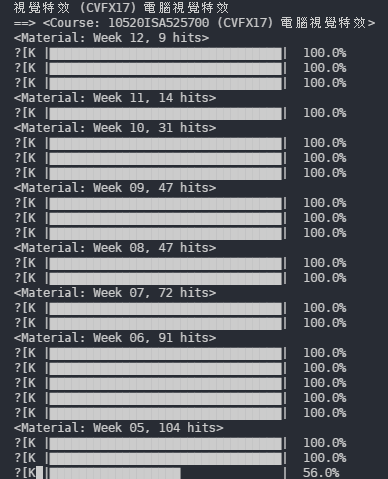 視覺特效 (CVFX17) 電腦視覺特效
==> <Course: 10520ISA525700 (CVFX17) 電腦視覺特效>
<Material: Week 12, 9 hits>
?[K |████████████████████████████████| 100.0%
?[K |████████████████████████████████| 100.0%
?[K |████████████████████████████████| 100.0%
<Material: Week 11, 14 hits>
?[K |████████████████████████████████| 100.0%
<Material: Week 10, 31 hits>
?[K |████████████████████████████████| 100.0%
?[K |████████████████████████████████| 100.0%
?[K |████████████████████████████████| 100.0%
<Material: Week 09, 47 hits>
?[K |████████████████████████████████| 100.0%
?[K |████████████████████████████████| 100.0%
?[K |████████████████████████████████| 100.0%
<Material: Week 08, 47 hits>
?[K |████████████████████████████████| 100.0%
?[K |████████████████████████████████| 100.0%
<Material: Week 07, 72 hits>
?[K |████████████████████████████████| 100.0%
?[K |████████████████████████████████| 100.0%
<Material: Week 06, 91 hits>
?[K |████████████████████████████████| 100.0%
?[K |████████████████████████████████| 100.0%
?[K |████████████████████████████████| 100.0%
?[K |████████████████████████████████| 100.0%
?[K |████████████████████████████████| 100.0%
<Material: Week 05, 104 hits>
?[K |████████████████████████████████| 100.0%
?[K |████████████████████████████████| 100.0%
?[K |██████████████████              | 56.0%